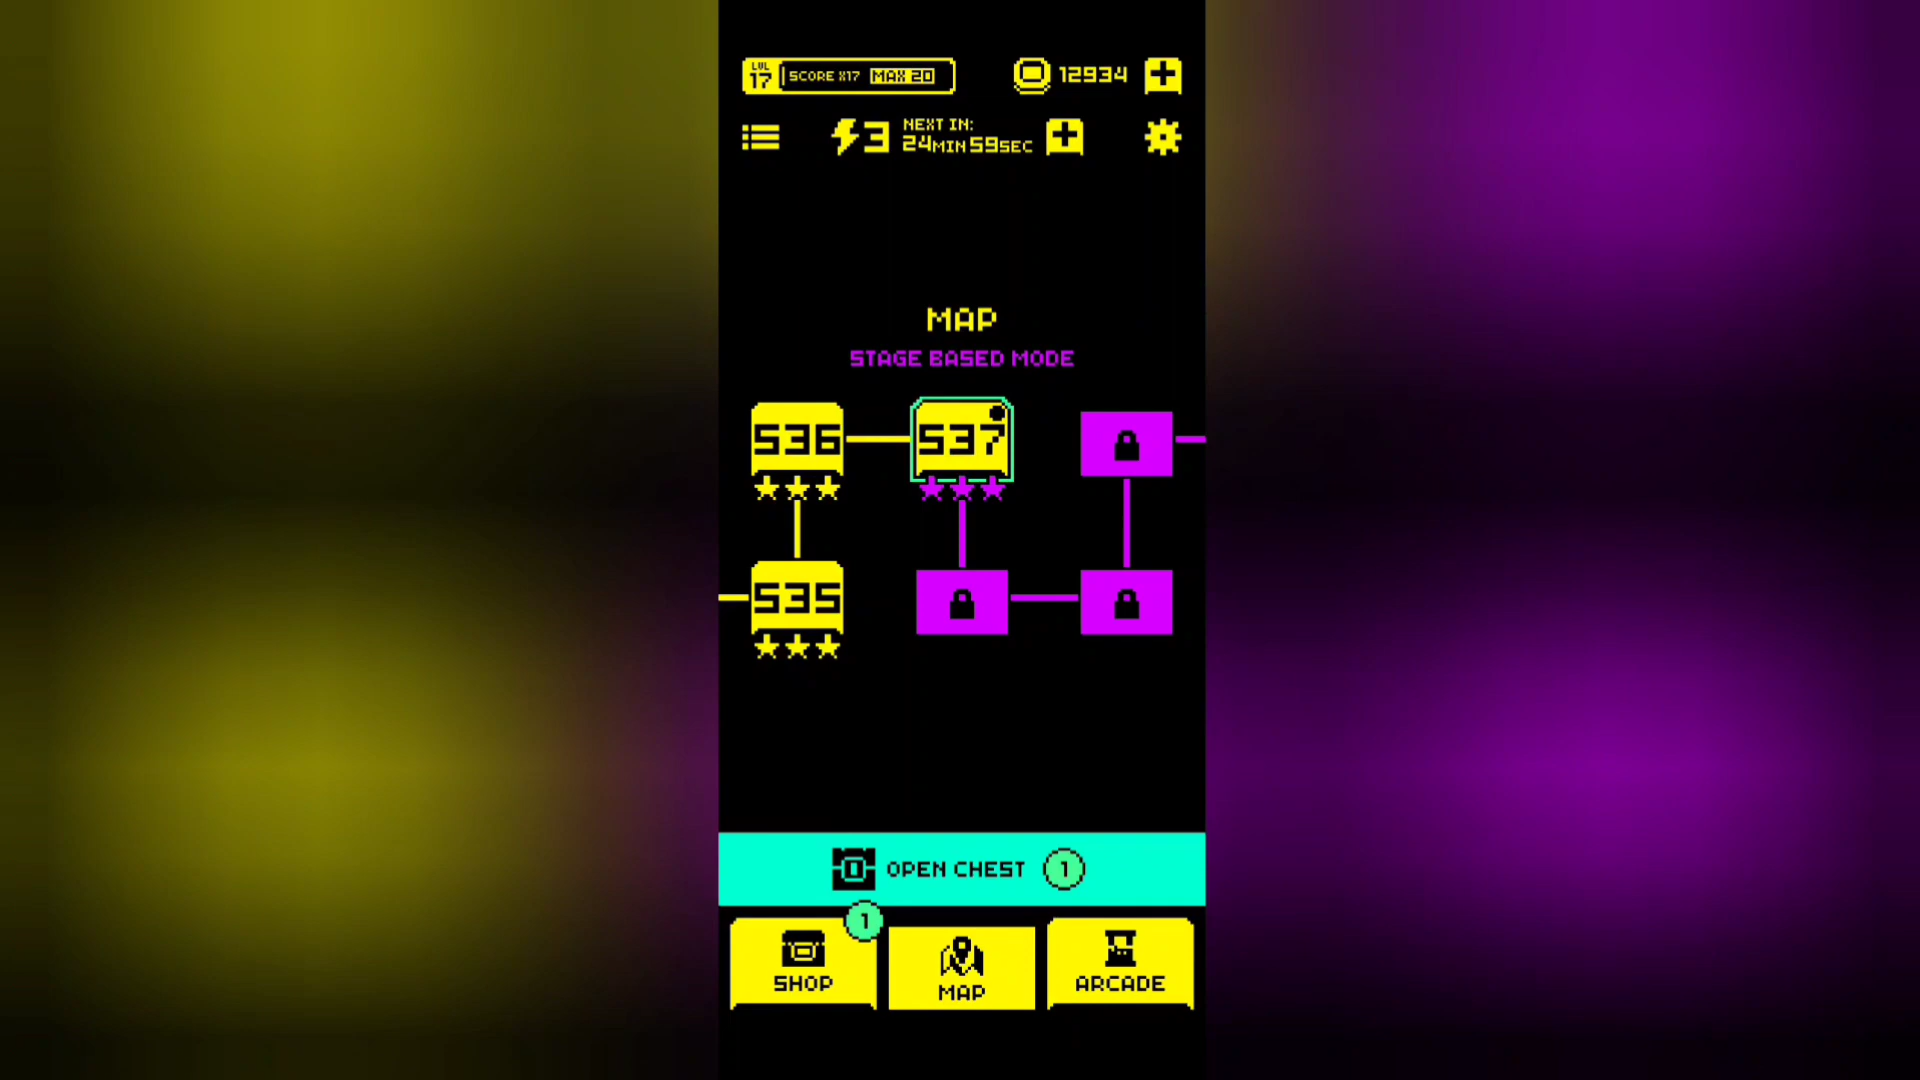 LVL 17 SCORE X17 MAX 20 12934
3 NEXT IN:
24MIN 59SEC
MAP
STAGE BASED MODE
536 537
535
OPEN CHEST 1
1
SHOP MAP ARCADE